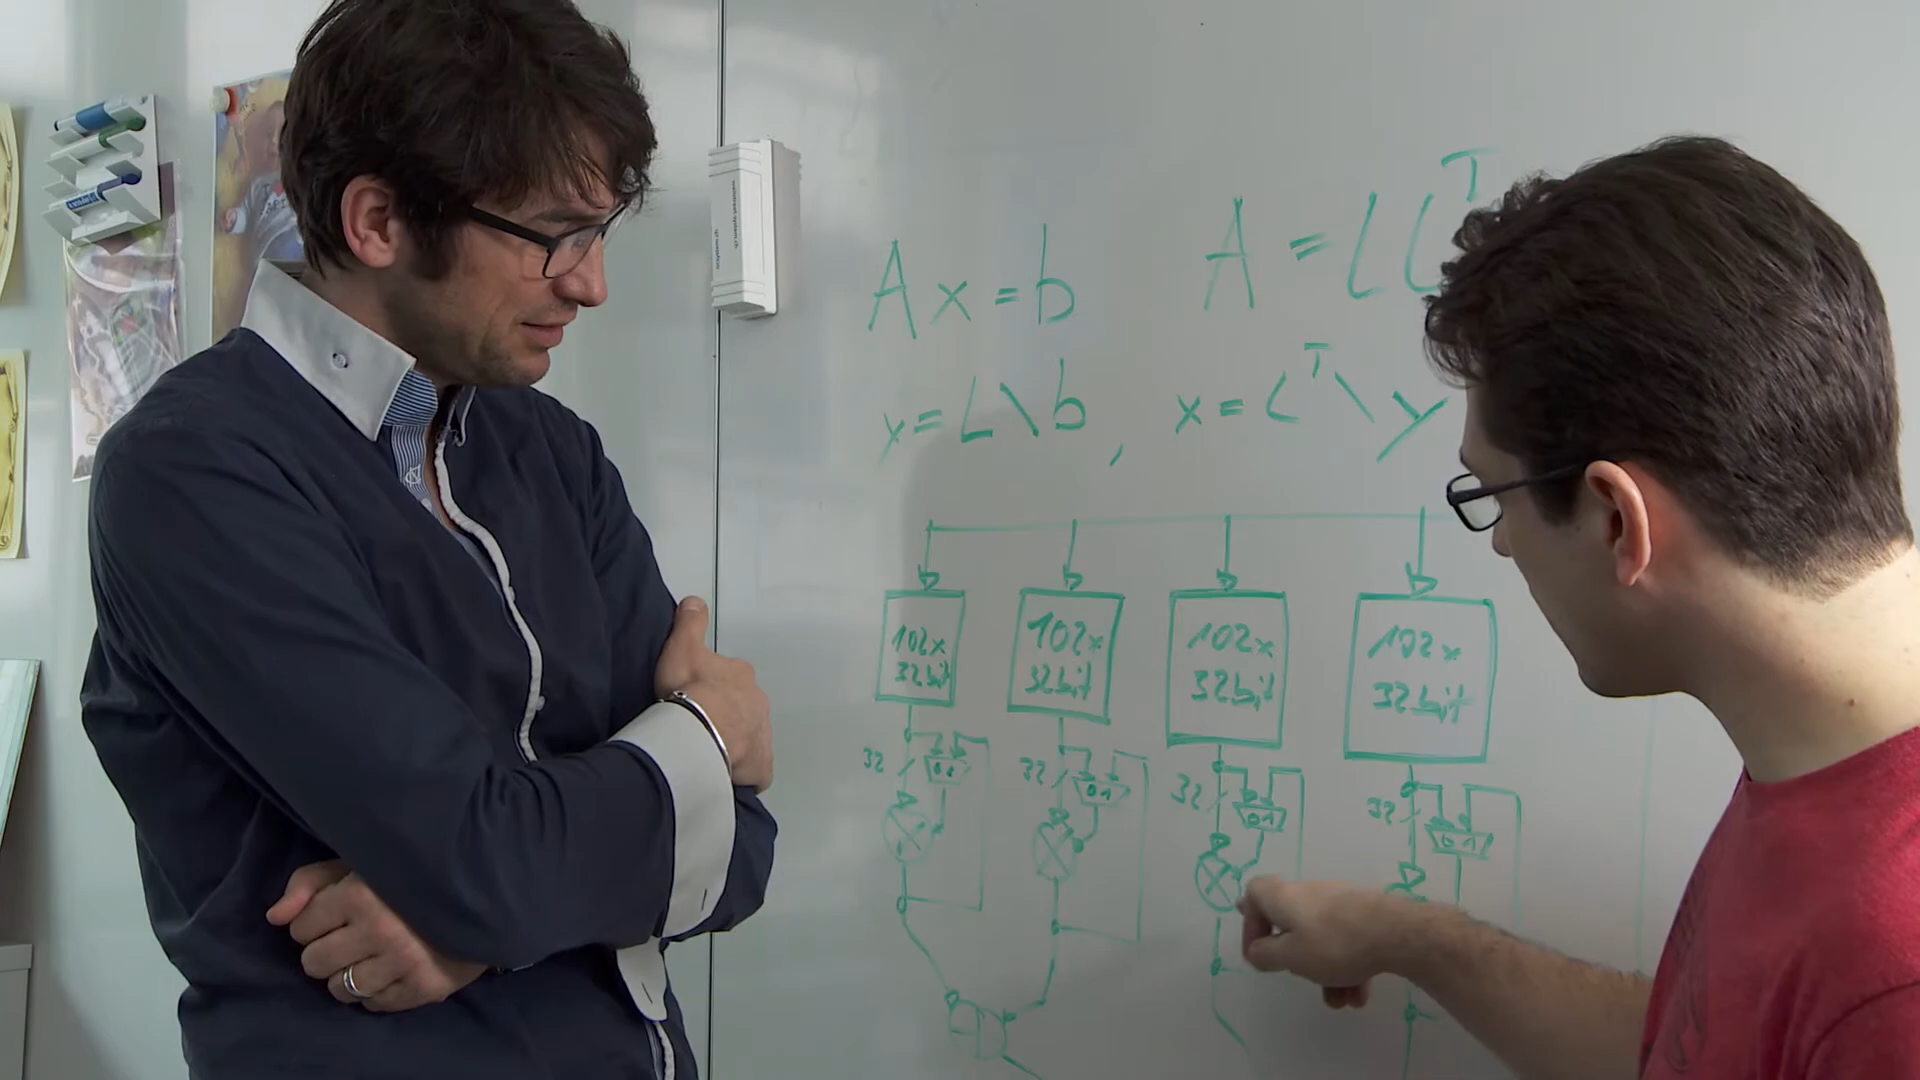 Ax=b
A=LL^T
y=L\b, x=L^T\y
102x 32bit
102x 32bit
102x 32bit
102x 32bit
32 0 1
32 0 1
32 0 1
32 0 1